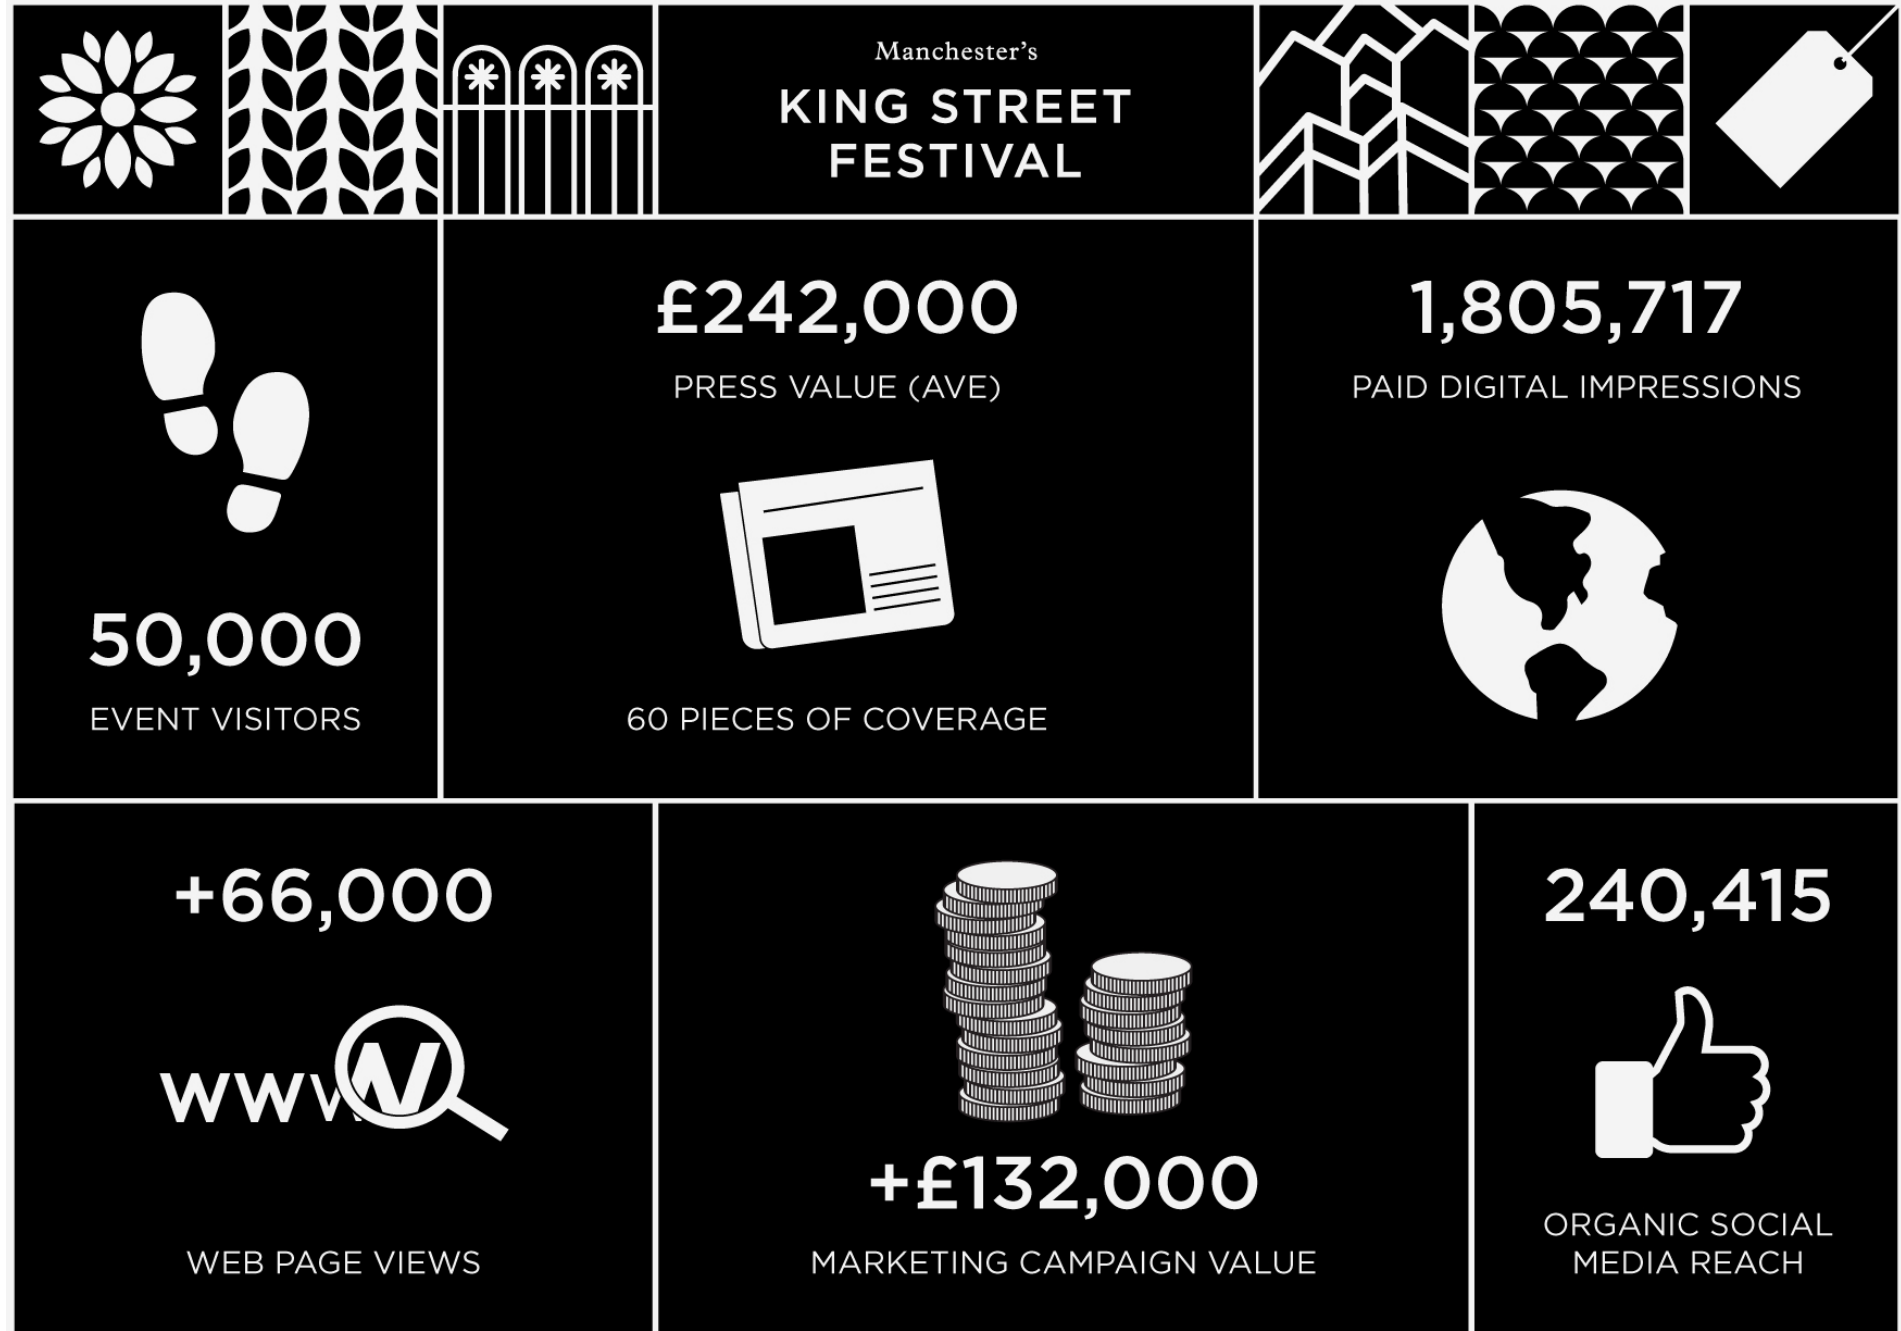 Manchester's
KING STREET
FESTIVAL
50,000
EVENT VISITORS
£242,000
PRESS VALUE (AVE)
60 PIECES OF COVERAGE
1,805,717
PAID DIGITAL IMPRESSIONS
+66,000
WWWW
WEB PAGE VIEWS
+£132,000
MARKETING CAMPAIGN VALUE
240,415
ORGANIC SOCIAL
MEDIA REACH